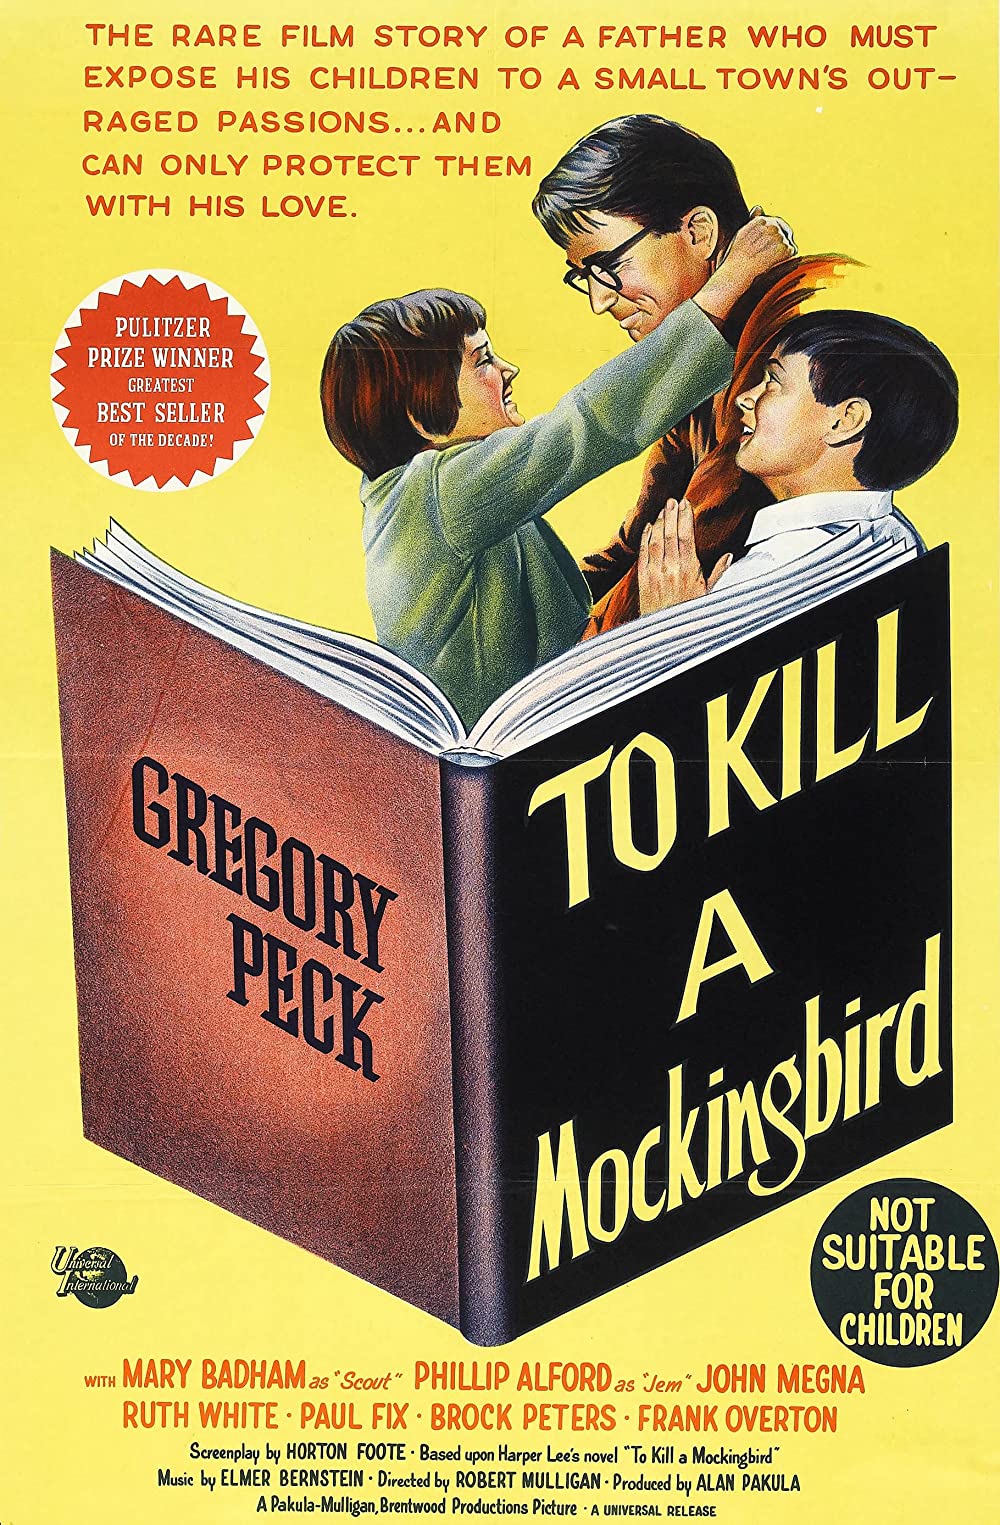 THE RARE FILM STORY OF A FATHER WHO MUST
EXPOSE HIS CHILDREN TO A SMALL TOWN'S OUT-
RAGED PASSIONS...AND
CAN ONLY PROTECT THEM
WITH HIS LOVE.
PULITZER
PRIZE WINNER
GREATEST
BEST SELLER
OF THE DECADE!
GREGORY
PECK
TO KILL
A
Mockingbird
NOT
SUITABLE
FOR
CHILDREN
Universal
International
WITH MARY BADHAM as "Scout" PHILLIP ALFORD as "Jem" JOHN MEGNA
RUTH WHITE · PAUL FIX · BROCK PETERS · FRANK OVERTON
Screenplay by HORTON FOOTE · Based upon Harper Lee's novel "To Kill a Mockingbird"
Music by ELMER BERNSTEIN · Directed by ROBERT MULLIGAN · Produced by ALAN PAKULA
A Pakula-Mulligan, Brentwood Productions Picture · A UNIVERSAL RELEASE